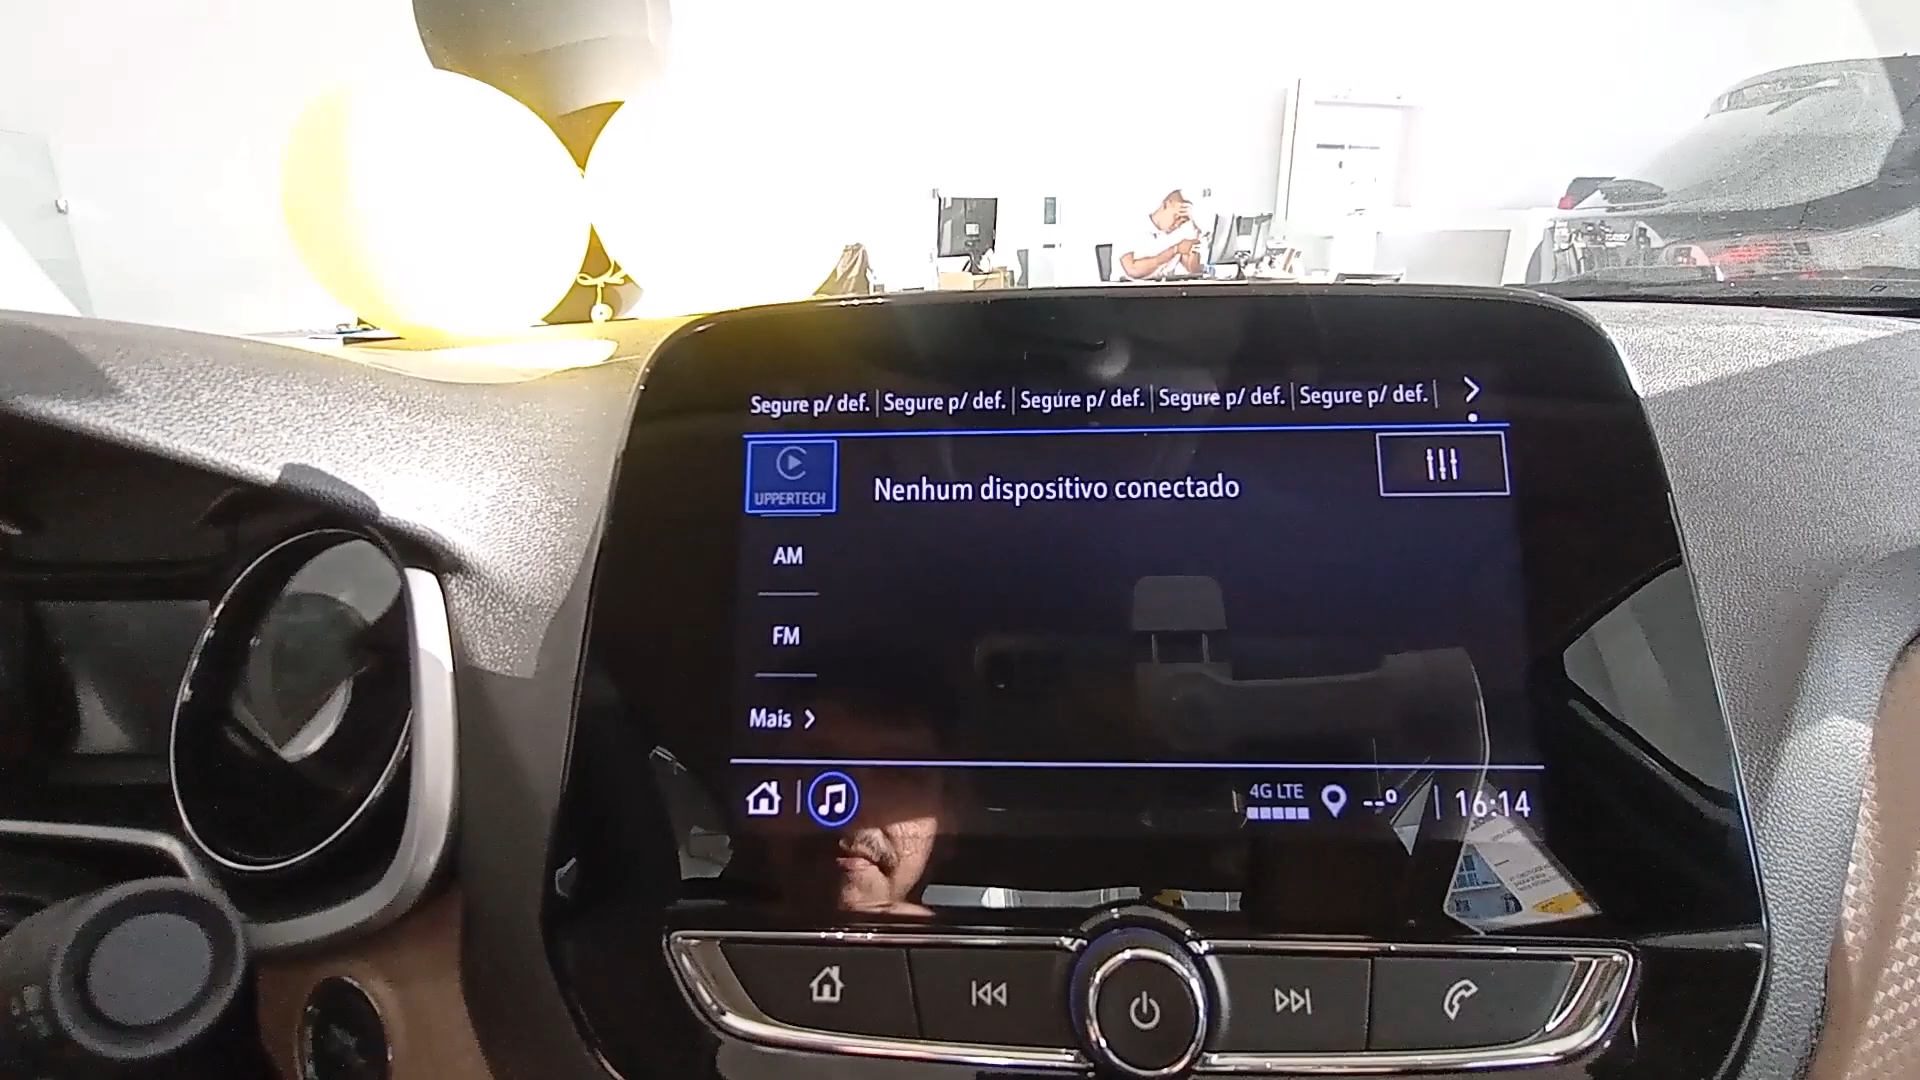 Segure p/ def. | Segure p/ def. | Segure p/ def. | Segure p/ def. | Segure p/ def. |
UPPERTECH
Nenhum dispositivo conectado
AM
FM
Mais
4G LTE
--°
16:14